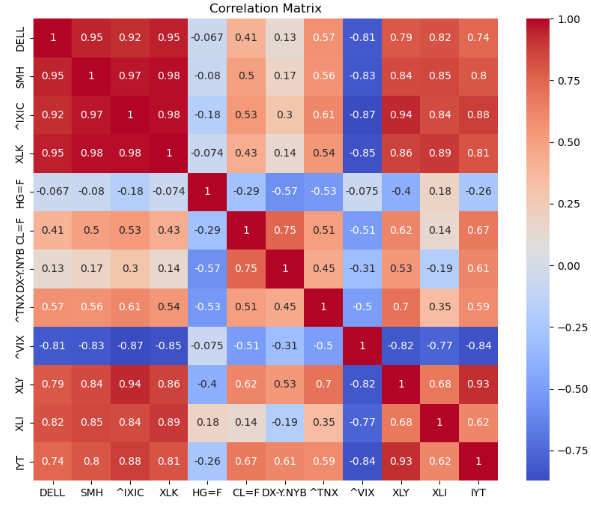 Correlation Matrix
DELL 1 0.95 0.92 0.95 -0.067 0.41 0.13 0.57 -0.81 0.79 0.82 0.74
SMH 0.95 1 0.97 0.98 -0.08 0.5 0.17 0.56 -0.83 0.84 0.85 0.8
^IXIC 0.92 0.97 1 0.98 -0.18 0.53 0.3 0.61 -0.87 0.94 0.84 0.88
XLK 0.95 0.98 0.98 1 -0.074 0.43 0.14 0.54 -0.85 0.86 0.89 0.81
HG=F -0.067 -0.08 -0.18 -0.074 1 -0.29 -0.57 -0.53 -0.075 -0.4 0.18 -0.26
CL=F 0.41 0.5 0.53 0.43 -0.29 1 0.75 0.51 -0.51 0.62 0.14 0.67
DX-Y.NYB 0.13 0.17 0.3 0.14 -0.57 0.75 1 0.45 -0.31 0.53 -0.19 0.61
^TNX 0.57 0.56 0.61 0.54 -0.53 0.51 0.45 1 -0.5 0.7 0.35 0.59
^VIX -0.81 -0.83 -0.87 -0.85 -0.075 -0.51 -0.31 -0.5 1 -0.82 -0.77 -0.84
XLY 0.79 0.84 0.94 0.86 -0.4 0.62 0.53 0.7 -0.82 1 0.68 0.93
XLI 0.82 0.85 0.84 0.89 0.18 0.14 -0.19 0.35 -0.77 0.68 1 0.62
IYT 0.74 0.8 0.88 0.81 -0.26 0.67 0.61 0.59 -0.84 0.93 0.62 1
DELL SMH ^IXIC XLK HG=F CL=F DX-Y.NYB ^TNX ^VIX XLY XLI IYT
1.00
0.75
0.50
0.25
0.00
-0.25
-0.50
-0.75